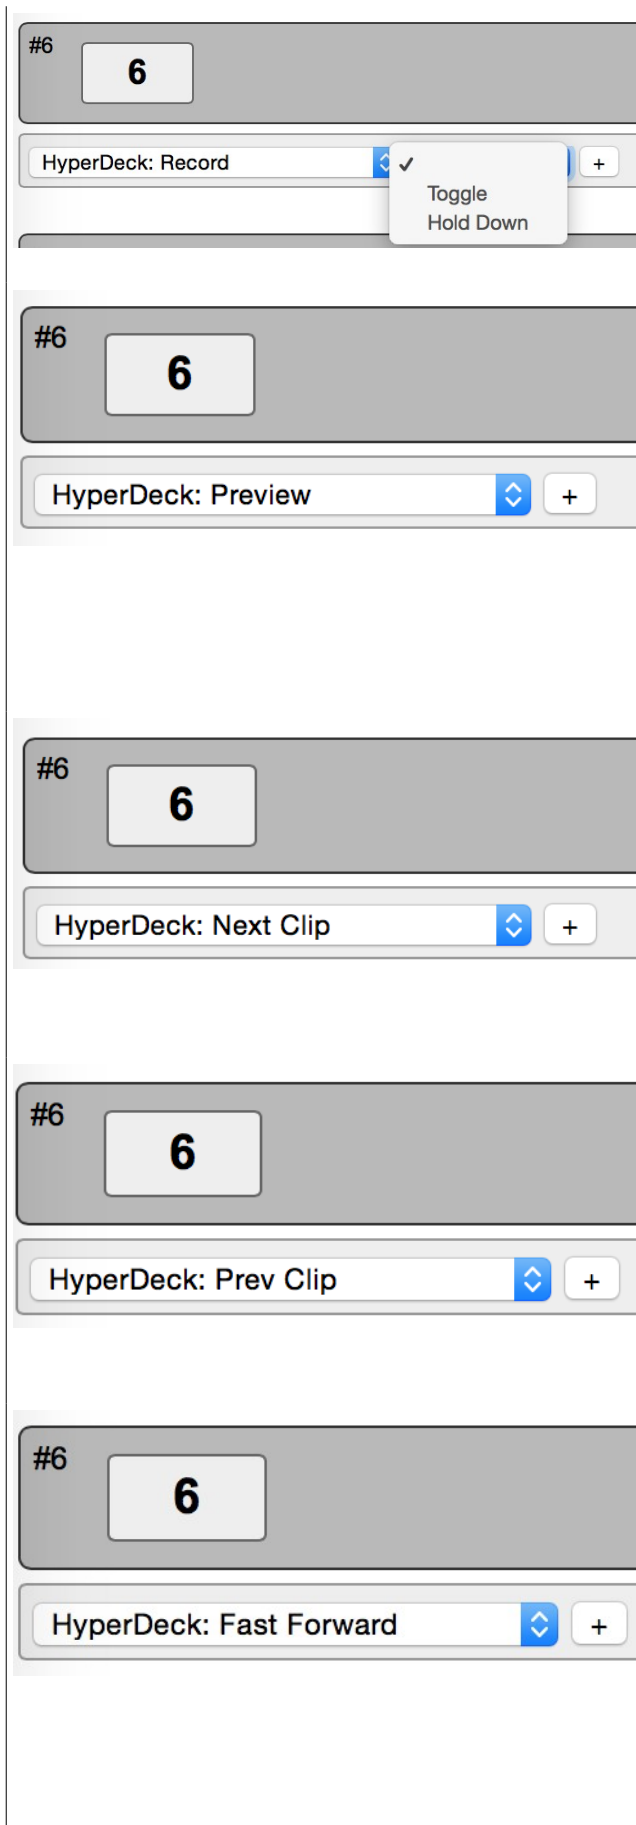 #6
6
HyperDeck: Record
✓
+
Toggle
Hold Down
#6
6
HyperDeck: Preview
+
#6
6
HyperDeck: Next Clip
+
#6
6
HyperDeck: Prev Clip
+
#6
6
HyperDeck: Fast Forward
+